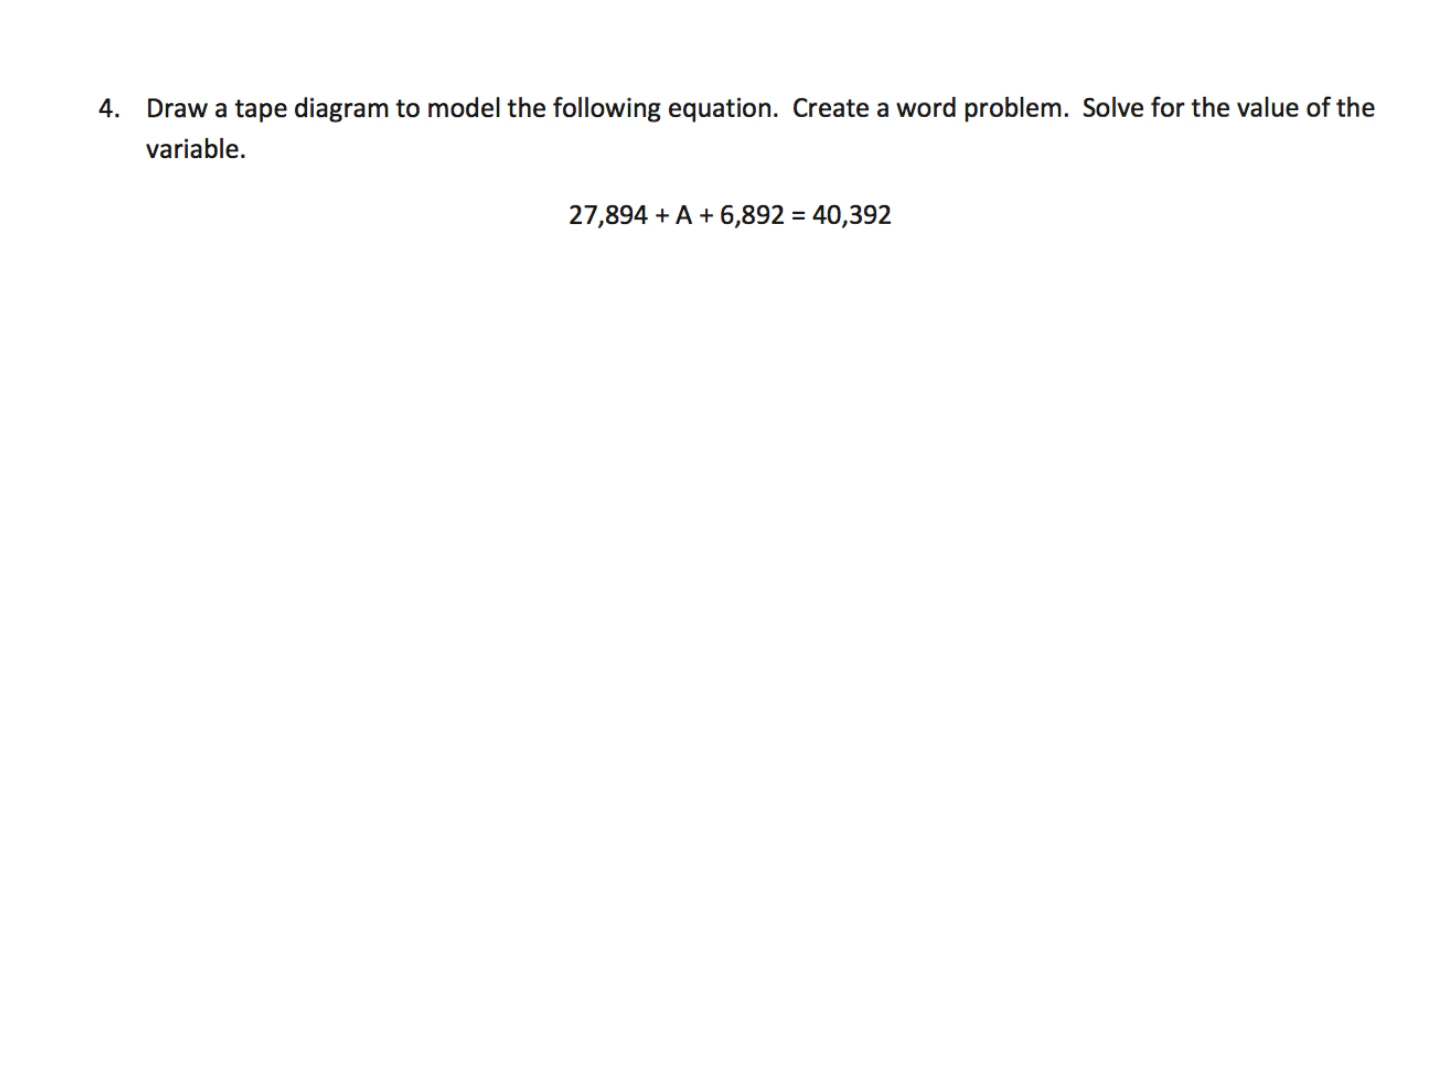 4. Draw a tape diagram to model the following equation. Create a word problem. Solve for the value of the
variable.
27,894 + A + 6,892 = 40,392